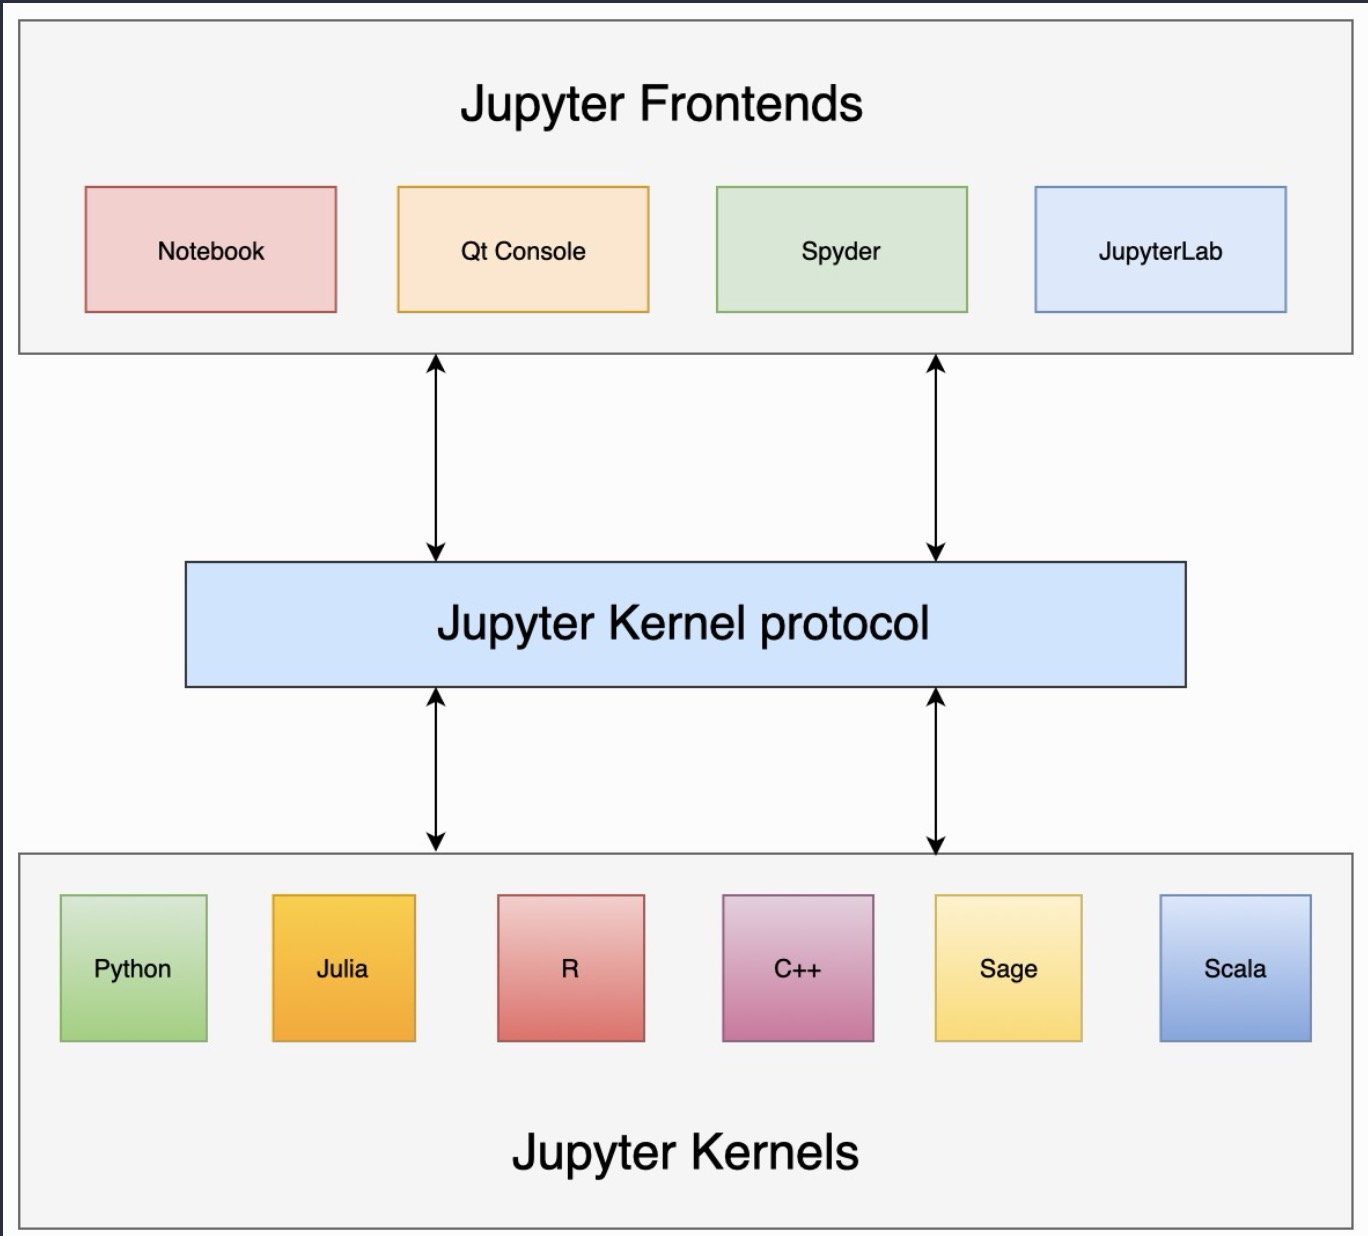 Jupyter Frontends
Notebook
Qt Console
Spyder
JupyterLab
Jupyter Kernel protocol
Python
Julia
R
C++
Sage
Scala
Jupyter Kernels